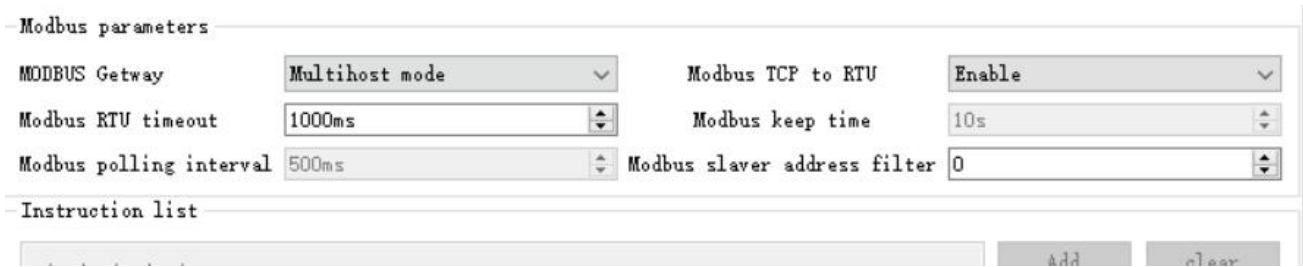 Modbus parameters
MODBUS Getway Multihost mode Modbus TCP to RTU Enable
Modbus RTU timeout 1000ms Modbus keep time 10s
Modbus polling interval 500ms Modbus slaver address filter 0
Instruction list
Add clear